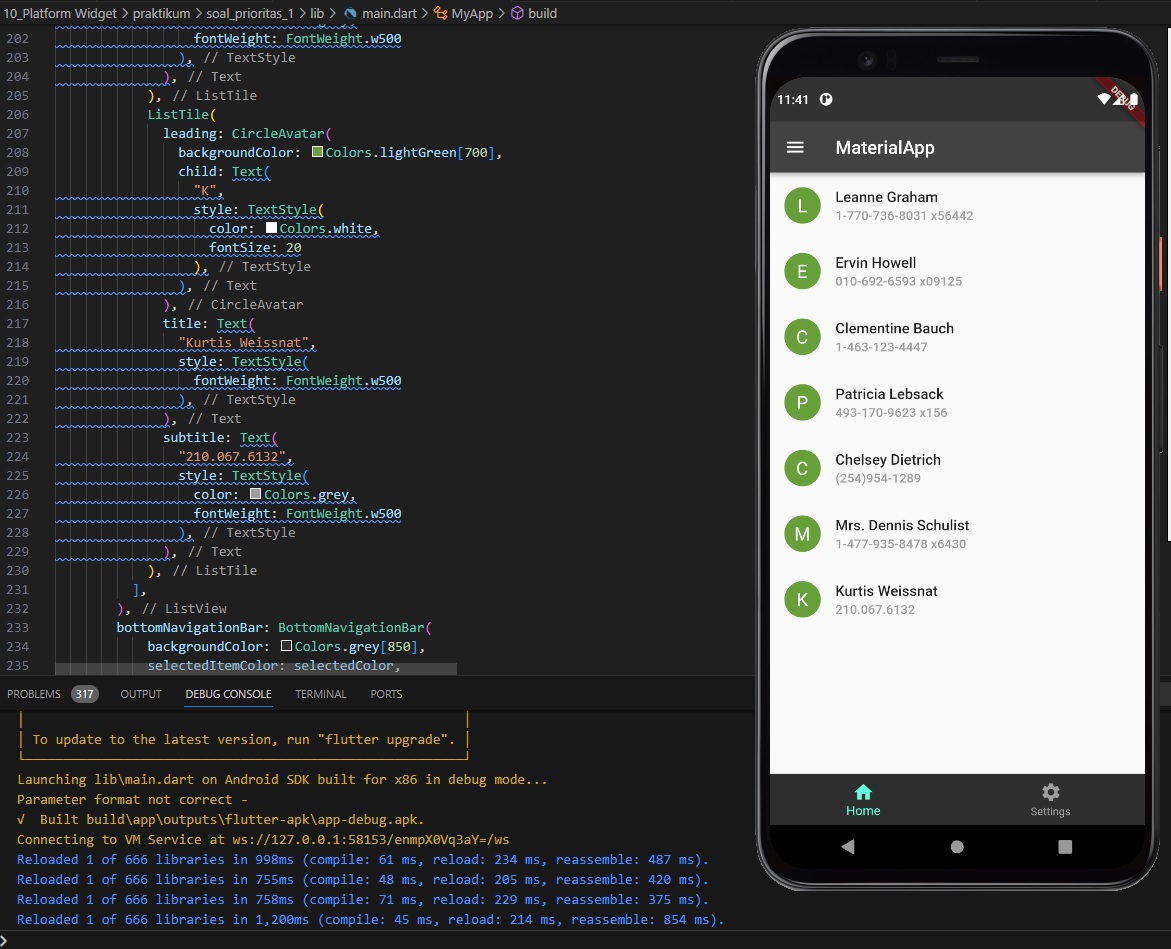 10_Platform Widget > praktikum > soal_prioritas_1 > lib > main.dart > MyApp > build
202 fontWeight: FontWeight.w500
203 ), // TextStyle
204 ), // Text
205 ), // ListTile
206 ListTile(
207 leading: CircleAvatar(
208 backgroundColor: Colors.lightGreen[700],
209 child: Text(
210 "K",
211 style: TextStyle(
212 color: Colors.white,
213 fontSize: 20
214 ), // TextStyle
215 ), // Text
216 ), // CircleAvatar
217 title: Text(
218 "Kurtis Weissnat",
219 style: TextStyle(
220 fontWeight: FontWeight.w500
221 ), // TextStyle
222 ), // Text
223 subtitle: Text(
224 "210.067.6132",
225 style: TextStyle(
226 color: Colors.grey,
227 fontWeight: FontWeight.w500
228 ), // TextStyle
229 ), // Text
230 ), // ListTile
231 ],
232 ), // ListView
233 bottomNavigationBar: BottomNavigationBar(
234 backgroundColor: Colors.grey[850],
235 selectedItemColor: selectedColor,
PROBLEMS 317 OUTPUT DEBUG CONSOLE TERMINAL PORTS
To update to the latest version, run "flutter upgrade".
Launching lib\main.dart on Android SDK built for x86 in debug mode...
Parameter format not correct -
√ Built build\app\outputs\flutter-apk\app-debug.apk.
Connecting to VM Service at ws://127.0.0.1:58153/enmpX0Vq3aY=/ws
Reloaded 1 of 666 libraries in 998ms (compile: 61 ms, reload: 234 ms, reassemble: 487 ms).
Reloaded 1 of 666 libraries in 755ms (compile: 48 ms, reload: 205 ms, reassemble: 420 ms).
Reloaded 1 of 666 libraries in 758ms (compile: 71 ms, reload: 229 ms, reassemble: 375 ms).
Reloaded 1 of 666 libraries in 1,200ms (compile: 45 ms, reload: 214 ms, reassemble: 854 ms).
11:41
DEBUG
MaterialApp
L
Leanne Graham
1-770-736-8031 x56442
E
Ervin Howell
010-692-6593 x09125
C
Clementine Bauch
1-463-123-4447
P
Patricia Lebsack
493-170-9623 x156
C
Chelsey Dietrich
(254)954-1289
M
Mrs. Dennis Schulist
1-477-935-8478 x6430
K
Kurtis Weissnat
210.067.6132
Home
Settings